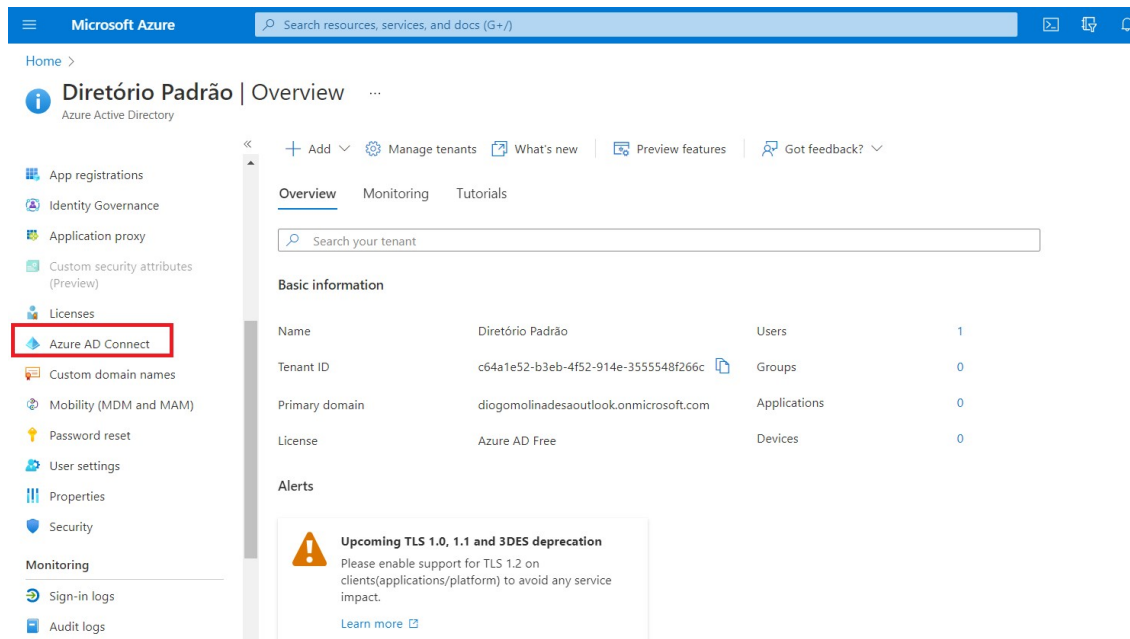 Microsoft Azure
Search resources, services, and docs (G+/)
Home >
Diretório Padrão | Overview ...
Azure Active Directory
«
App registrations
Identity Governance
Application proxy
Custom security attributes
(Preview)
Licenses
Azure AD Connect
Custom domain names
Mobility (MDM and MAM)
Password reset
User settings
Properties
Security
Monitoring
Sign-in logs
Audit logs
+ Add Manage tenants What's new Preview features Got feedback?
Overview Monitoring Tutorials
Search your tenant
Basic information
Name Diretório Padrão Users 1
Tenant ID c64a1e52-b3eb-4f52-914e-3555548f266c Groups 0
Primary domain diogomolinadesaoutlook.onmicrosoft.com Applications 0
License Azure AD Free Devices 0
Alerts
Upcoming TLS 1.0, 1.1 and 3DES deprecation
Please enable support for TLS 1.2 on
clients(applications/platform) to avoid any service
impact.
Learn more